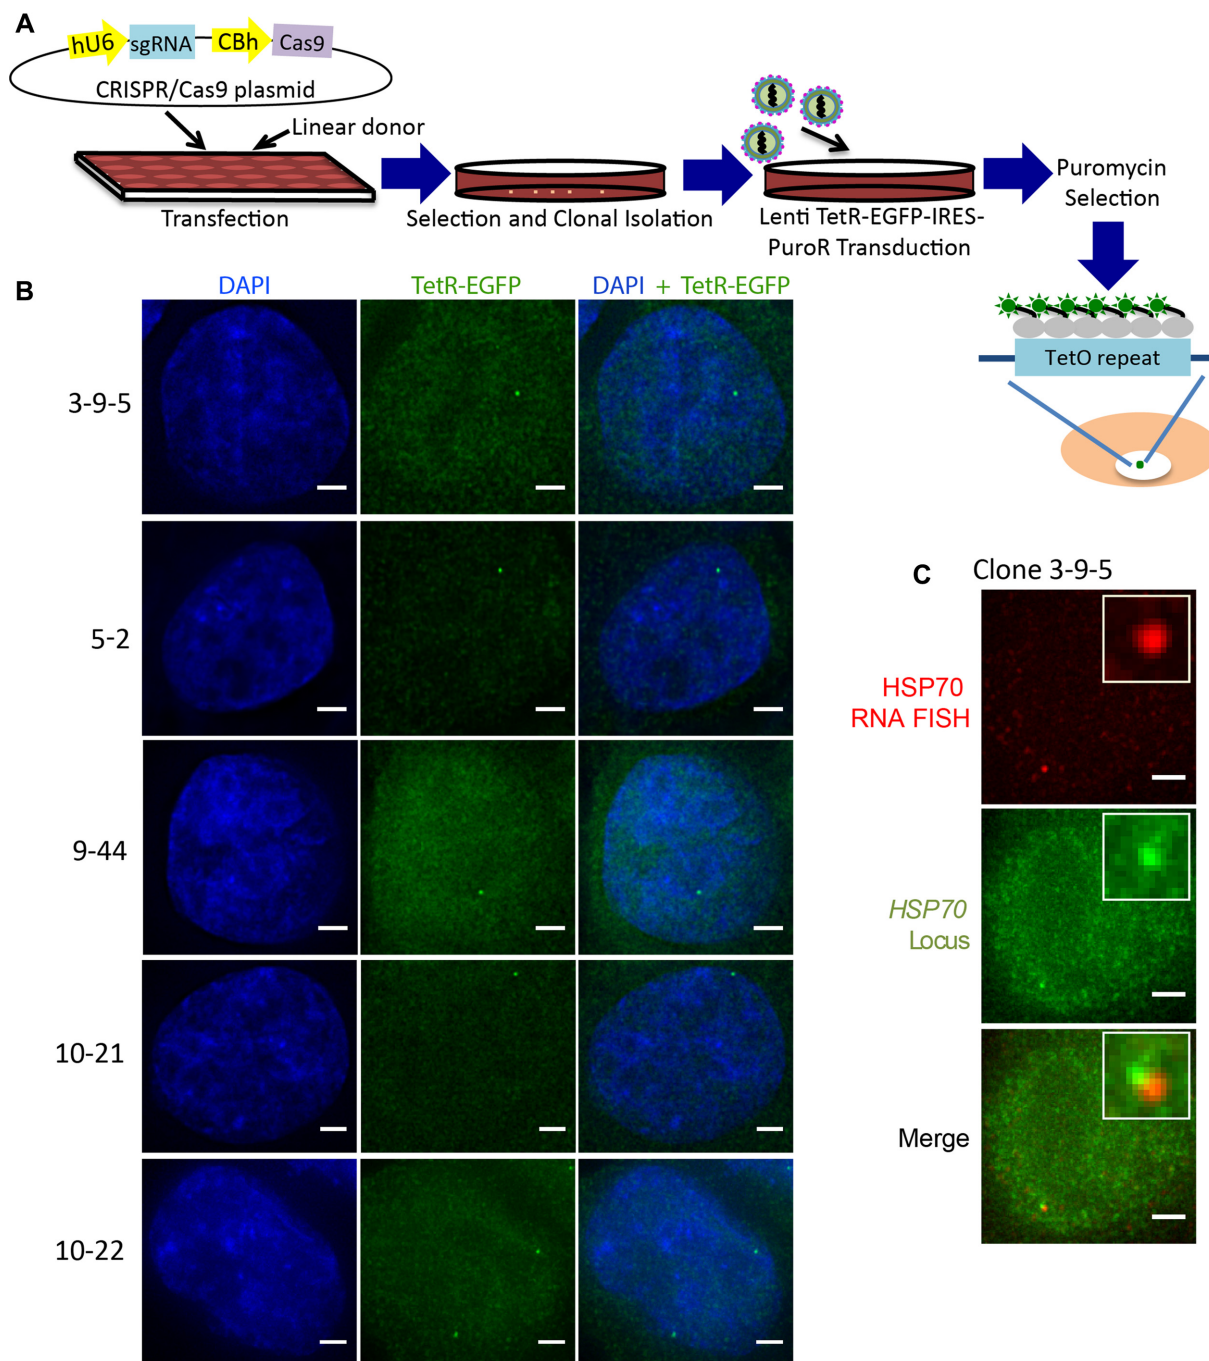 A
hU6
sgRNA
CBh
Cas9
CRISPR/Cas9 plasmid
Linear donor
Transfection
Selection and Clonal Isolation
Lenti TetR-EGFP-IRES-
PuroR Transduction
Puromycin
Selection
TetO repeat
B
DAPI
TetR-EGFP
DAPI + TetR-EGFP
3-9-5
5-2
9-44
10-21
10-22
C
Clone 3-9-5
HSP70
RNA FISH
HSP70
Locus
Merge